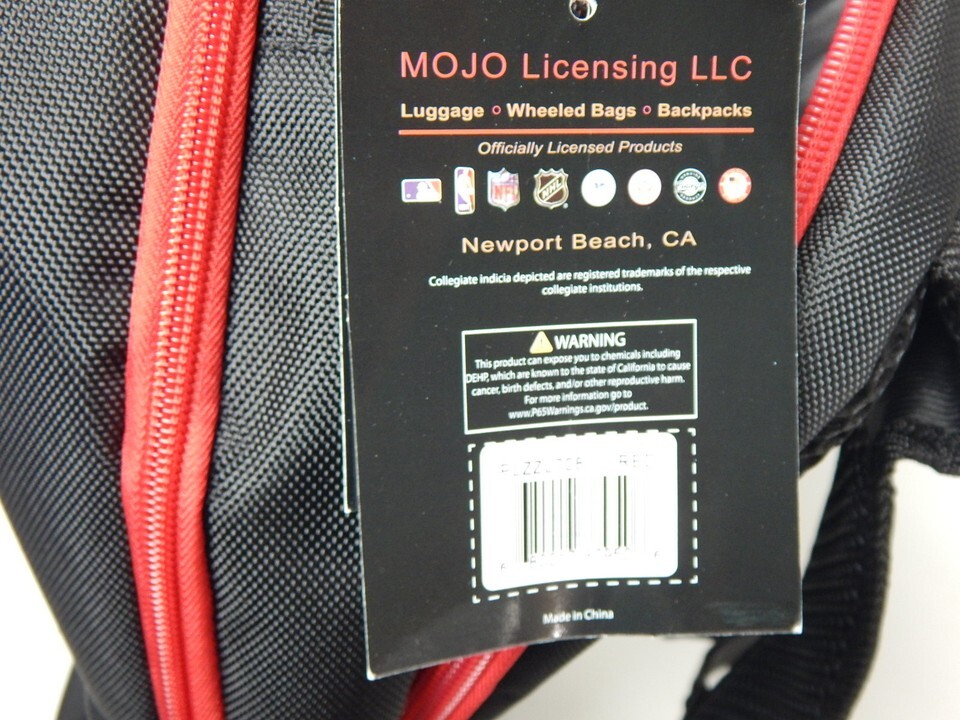 MOJO Licensing LLC
Luggage o Wheeled Bags o Backpacks
Officially Licensed Products
NFL NHL
Newport Beach, CA
Collegiate indicia depicted are registered trademarks of the respective
collegiate institutions.
WARNING
This product can expose you to chemicals including
DEHP, which are known to the state of California to cause
cancer, birth defects, and/or other reproductive harm.
For more information go to
www.P65Warnings.ca.gov/product.
RED
Made in China